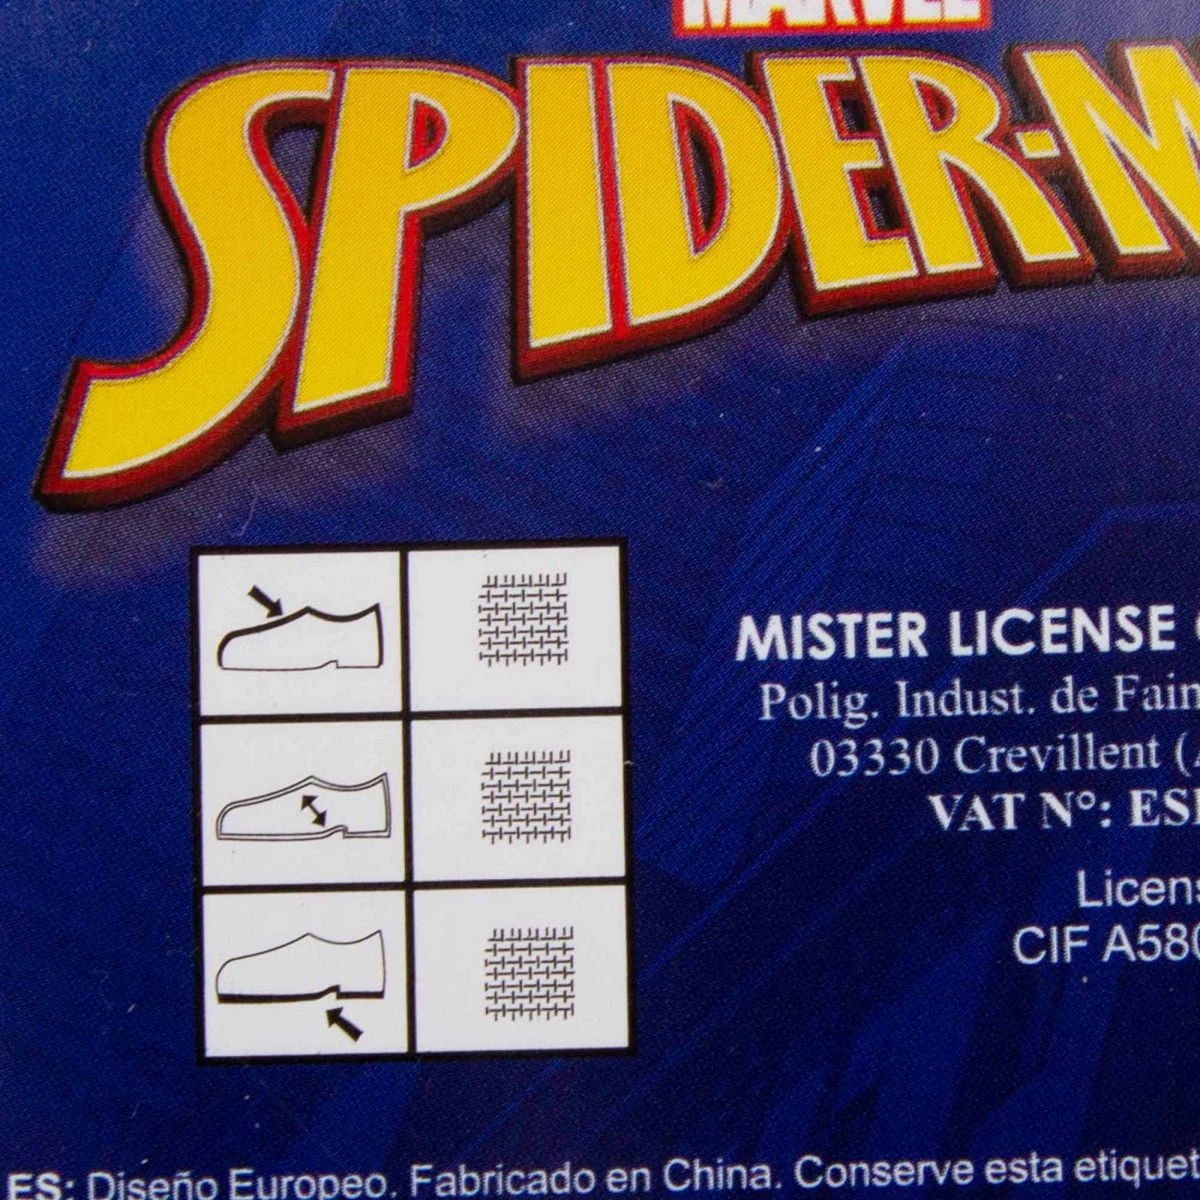 MARVEL
SPIDER-M
MISTER LICENSE
Polig. Indust. de Fain
03330 Crevillent (
VAT Nº: ES
Licens
CIF A580
ES: Diseño Europeo. Fabricado en China. Conserve esta etiquet